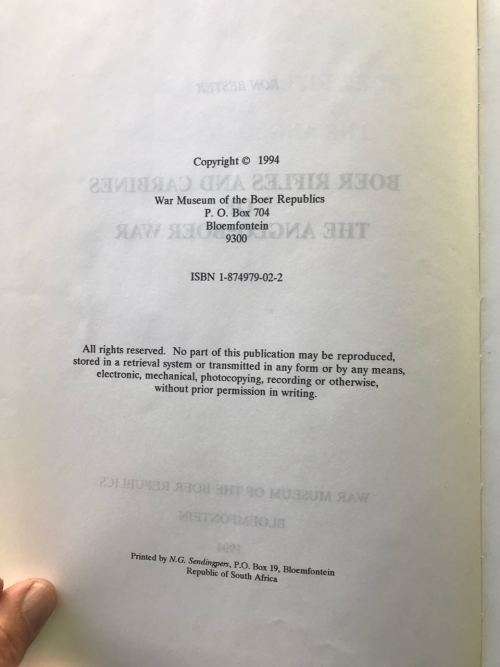 Copyright © 1994
War Museum of the Boer Republics
P. O. Box 704
Bloemfontein
9300
ISBN 1-874979-02-2
All rights reserved. No part of this publication may be reproduced,
stored in a retrieval system or transmitted in any form or by any means,
electronic, mechanical, photocopying, recording or otherwise,
without prior permission in writing.
Printed by N.G. Sendingpers, P.O. Box 19, Bloemfontein
Republic of South Africa